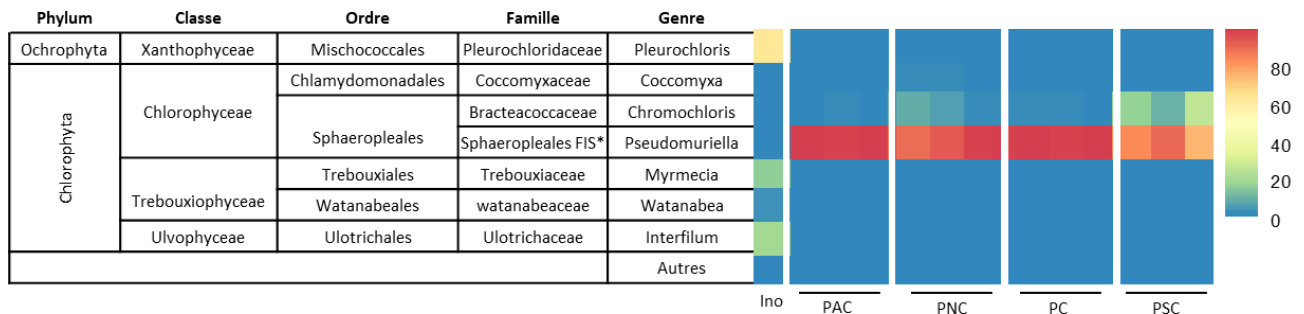 Phylum Classe Ordre Famille Genre
Ochrophyta Xanthophyceae Mischococcales Pleurochloridaceae Pleurochloris
Chlorophyta Chlorophyceae Chlamydomonadales Coccomyxaceae Coccomyxa
Sphaeropleales Bracteacoccaceae Chromochloris
Sphaeropleales FIS* Pseudomuriella
Trebouxiophyceae Trebouxiales Trebouxiaceae Myrmecia
Watanabeales watanabeaceae Watanabea
Ulvophyceae Ulotrichales Ulotrichaceae Interfilum
Autres
Ino PAC PNC PC PSC
80
60
40
20
0